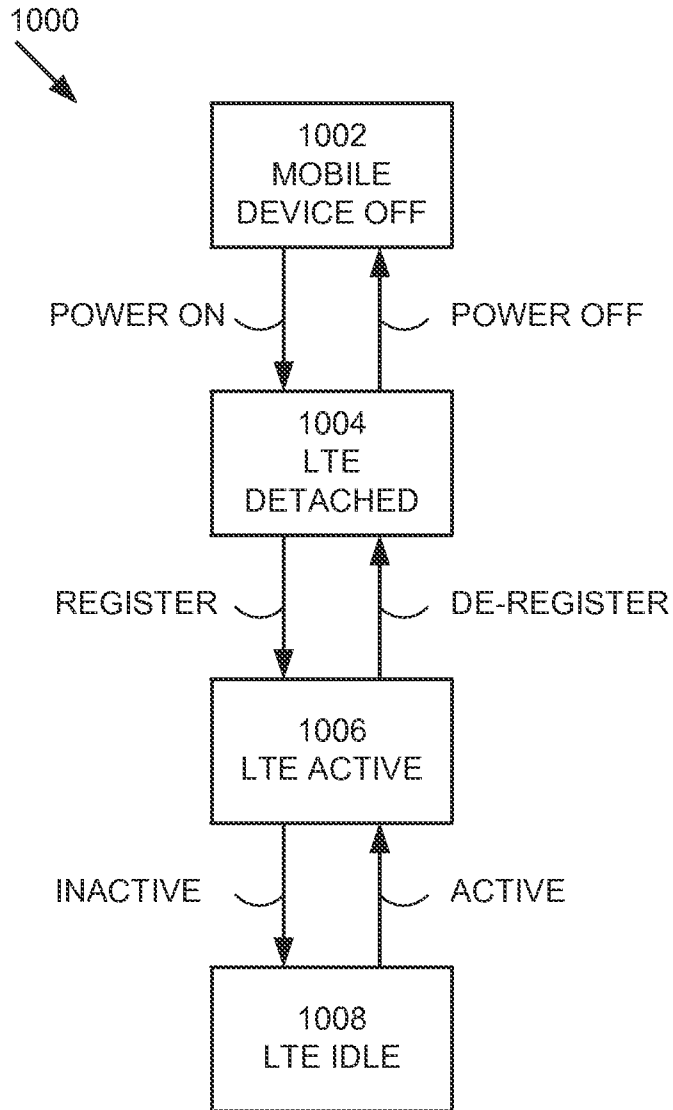 1000
1002
MOBILE
DEVICE OFF
POWER ON
POWER OFF
1004
LTE
DETACHED
REGISTER
DE-REGISTER
1006
LTE ACTIVE
INACTIVE
ACTIVE
1008
LTE IDLE